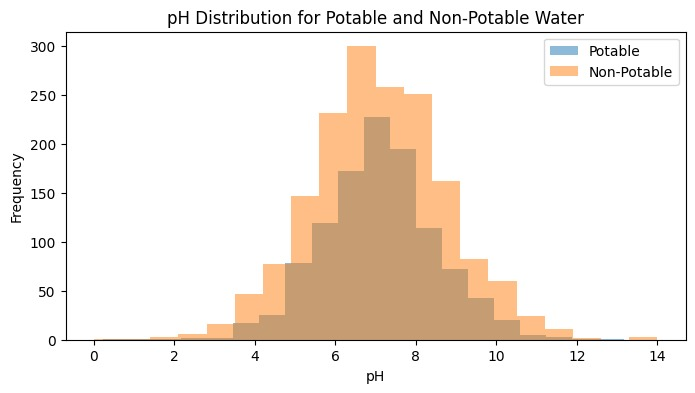 pH Distribution for Potable and Non-Potable Water
Potable
Non-Potable
300
250
200
150
100
50
0
Frequency
0 2 4 6 8 10 12 14
pH